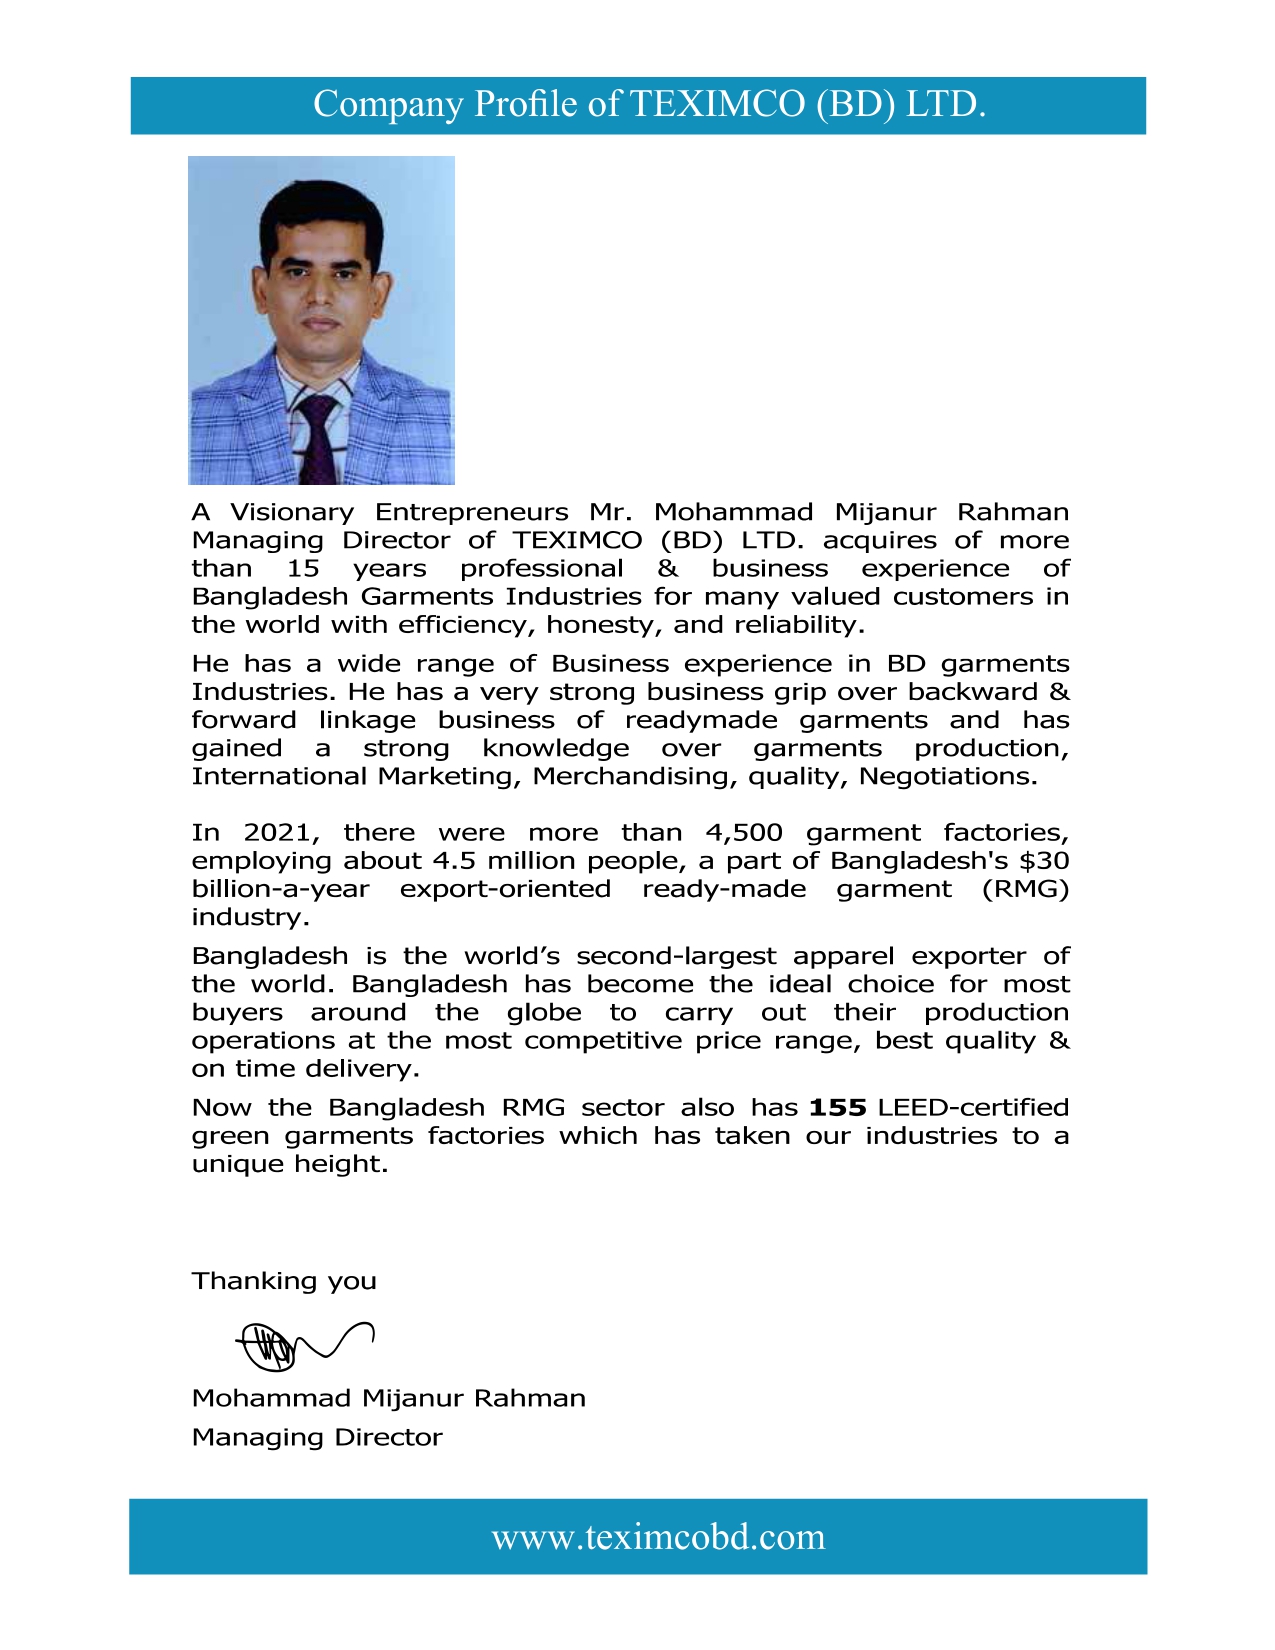 Company Profile of TEXIMCO (BD) LTD.
A Visionary Entrepreneurs Mr. Mohammad Mijanur Rahman
Managing Director of TEXIMCO (BD) LTD. acquires of more
than 15 years professional & business experience of
Bangladesh Garments Industries for many valued customers in
the world with efficiency, honesty, and reliability.
He has a wide range of Business experience in BD garments
Industries. He has a very strong business grip over backward &
forward linkage business of readymade garments and has
gained a strong knowledge over garments production,
International Marketing, Merchandising, quality, Negotiations.
In 2021, there were more than 4,500 garment factories,
employing about 4.5 million people, a part of Bangladesh's $30
billion-a-year export-oriented ready-made garment (RMG)
industry.
Bangladesh is the world’s second-largest apparel exporter of
the world. Bangladesh has become the ideal choice for most
buyers around the globe to carry out their production
operations at the most competitive price range, best quality &
on time delivery.
Now the Bangladesh RMG sector also has 155 LEED-certified
green garments factories which has taken our industries to a
unique height.
Thanking you
Mohammad Mijanur Rahman
Managing Director
www.teximcobd.com